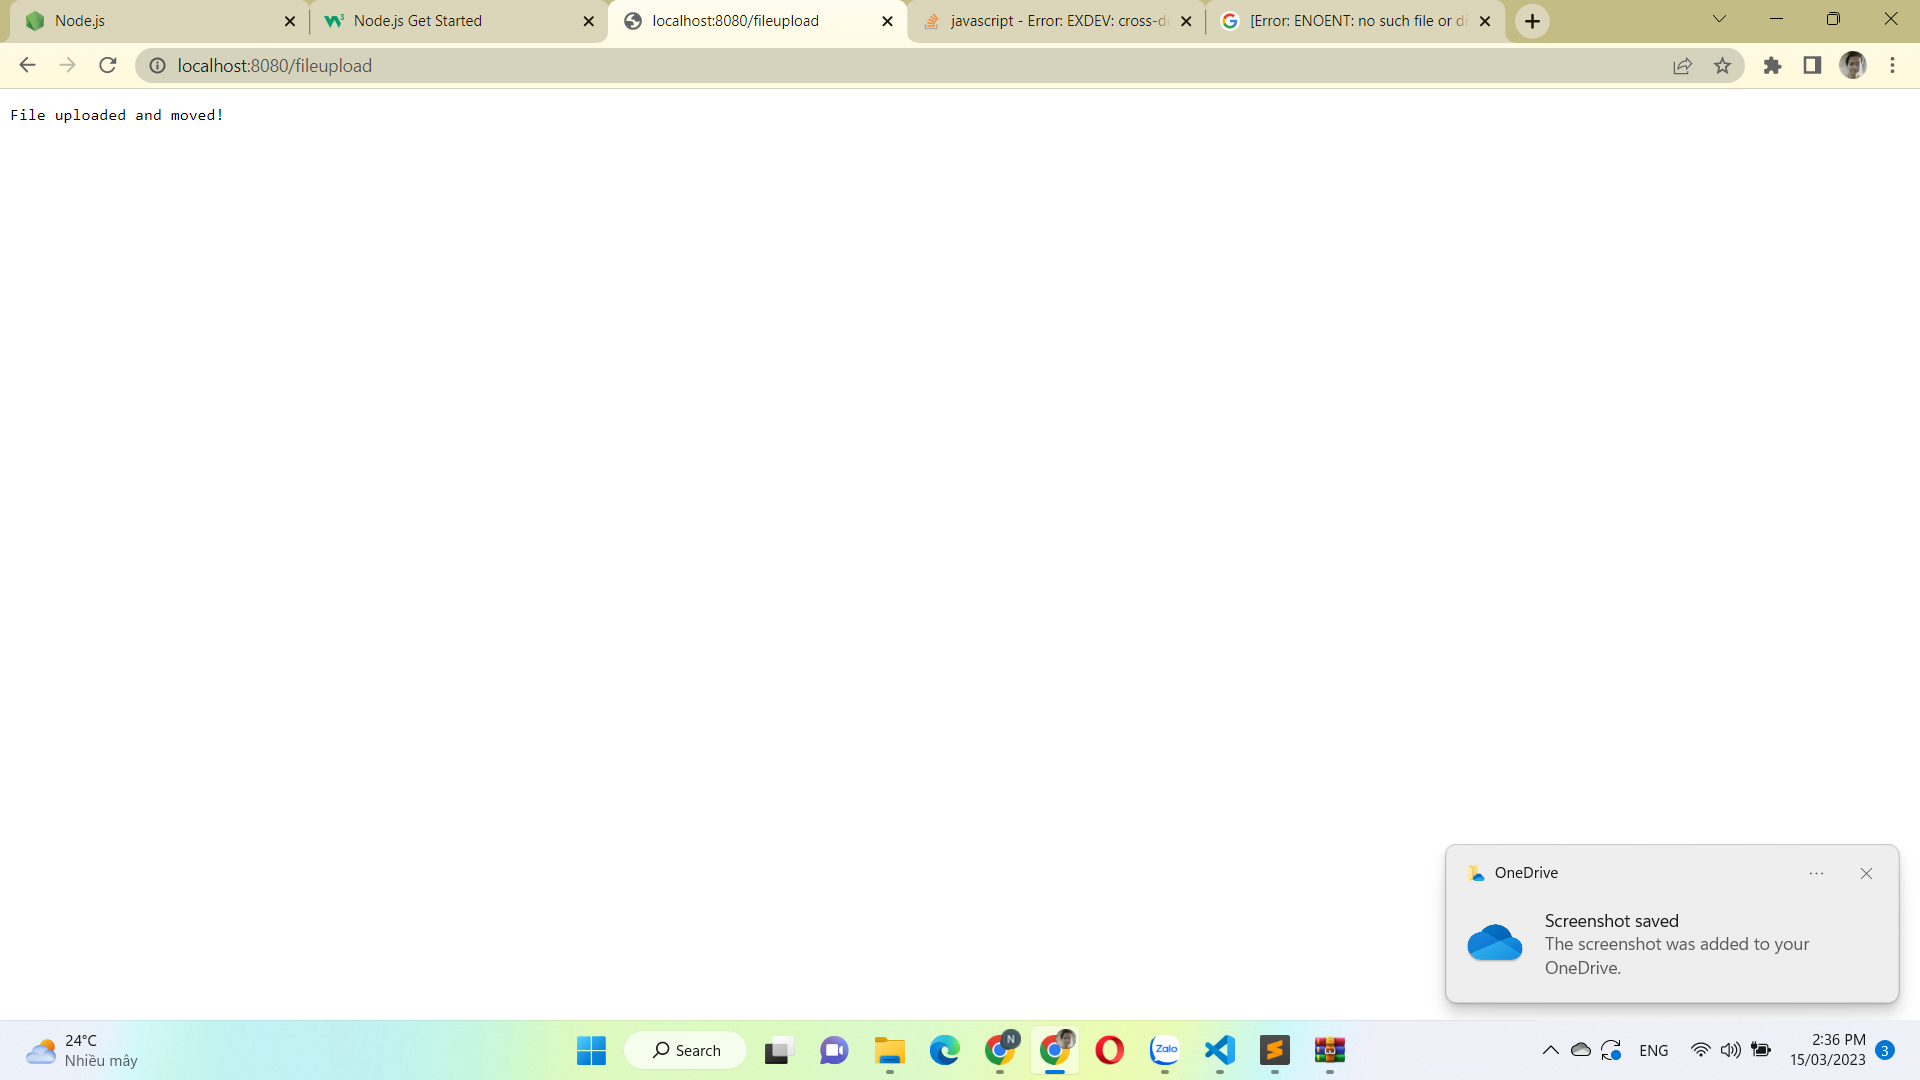 Node.js
Node.js Get Started
localhost:8080/fileupload
javascript - Error: EXDEV: cross-de
[Error: ENOENT: no such file or di
localhost:8080/fileupload
File uploaded and moved!
OneDrive
Screenshot saved
The screenshot was added to your
OneDrive.
24°C
Nhiều mây
Search
N
Zalo
ENG
2:36 PM
15/03/2023
3